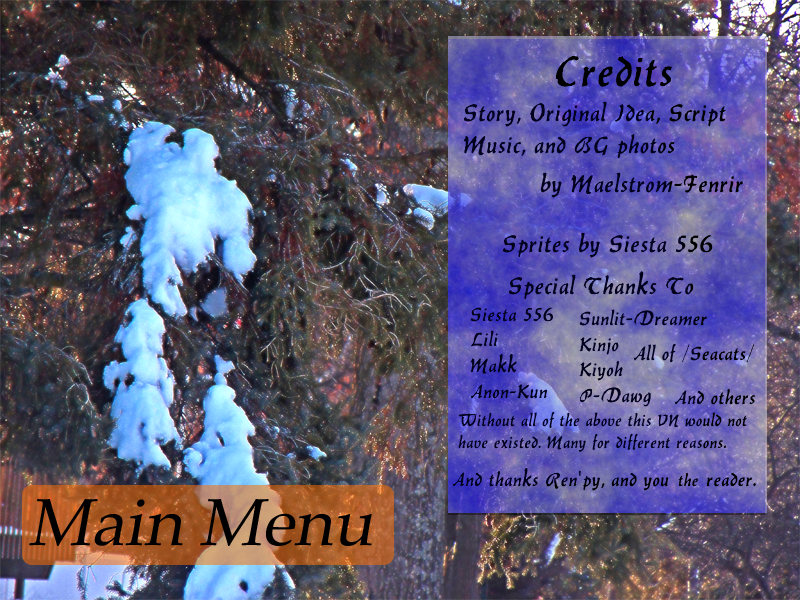 Credits
Story, Original Idea, Script
Music, and BG photos
by Maelstrom-Fenrir
Sprites by Siesta 556
Special Thanks To
Siesta 556
Lili
Makk
Anon-Kun
Sunlit-Dreamer
Kinjo
Kiyoh
P-Dawg
All of /Seacats/
And others
Without all of the above this VN would not
have existed. Many for different reasons.
And thanks Ren'py, and you the reader.
Main Menu